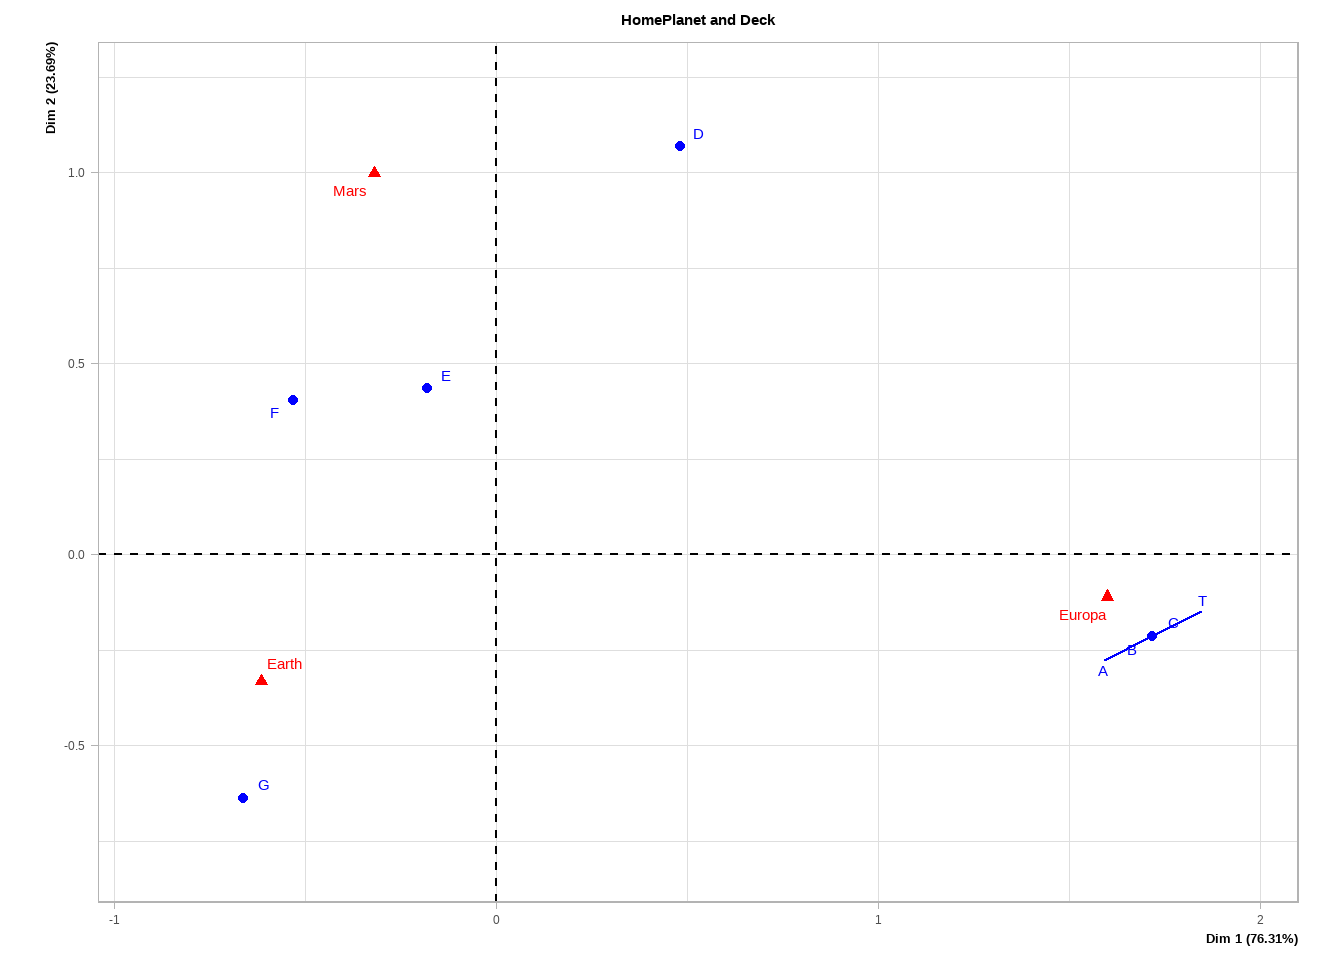 HomePlanet and Deck
Dim 2 (23.69%)
D
1.0
Mars
0.5
E
F
0.0
Europa
T
C
B
A
Earth
-0.5
G
-1
0
1
2
Dim 1 (76.31%)